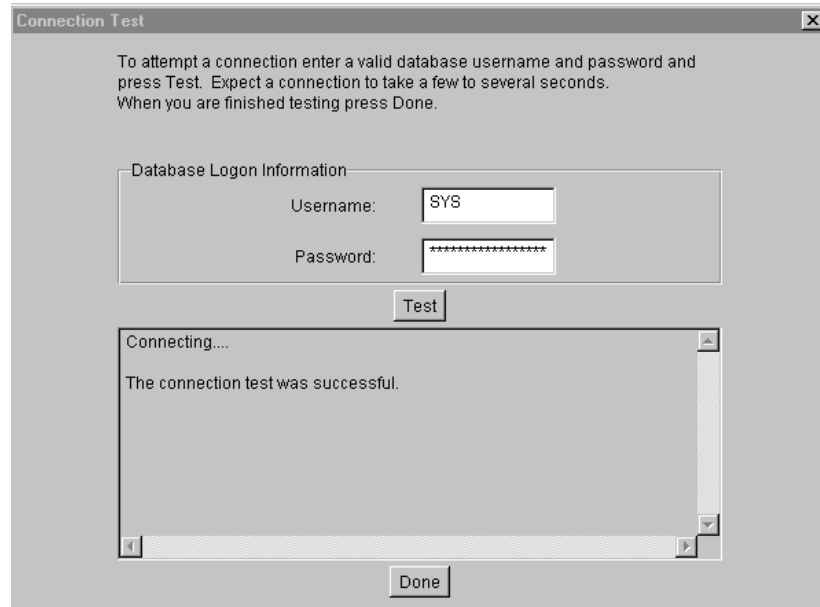 Connection Test
To attempt a connection enter a valid database username and password and
press Test. Expect a connection to take a few to several seconds.
When you are finished testing press Done.
Database Logon Information
Username: SYS
Password: *****************
Test
Connecting....
The connection test was successful.
Done